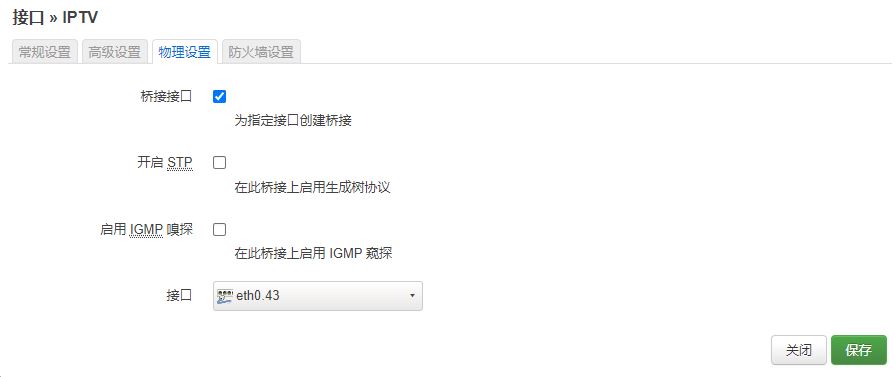 接口 » IPTV
常规设置 高级设置 物理设置 防火墙设置
桥接接口
为指定接口创建桥接
开启 STP
在此桥接上启用生成树协议
启用 IGMP 嗅探
在此桥接上启用 IGMP 窥探
接口 eth0.43
关闭 保存